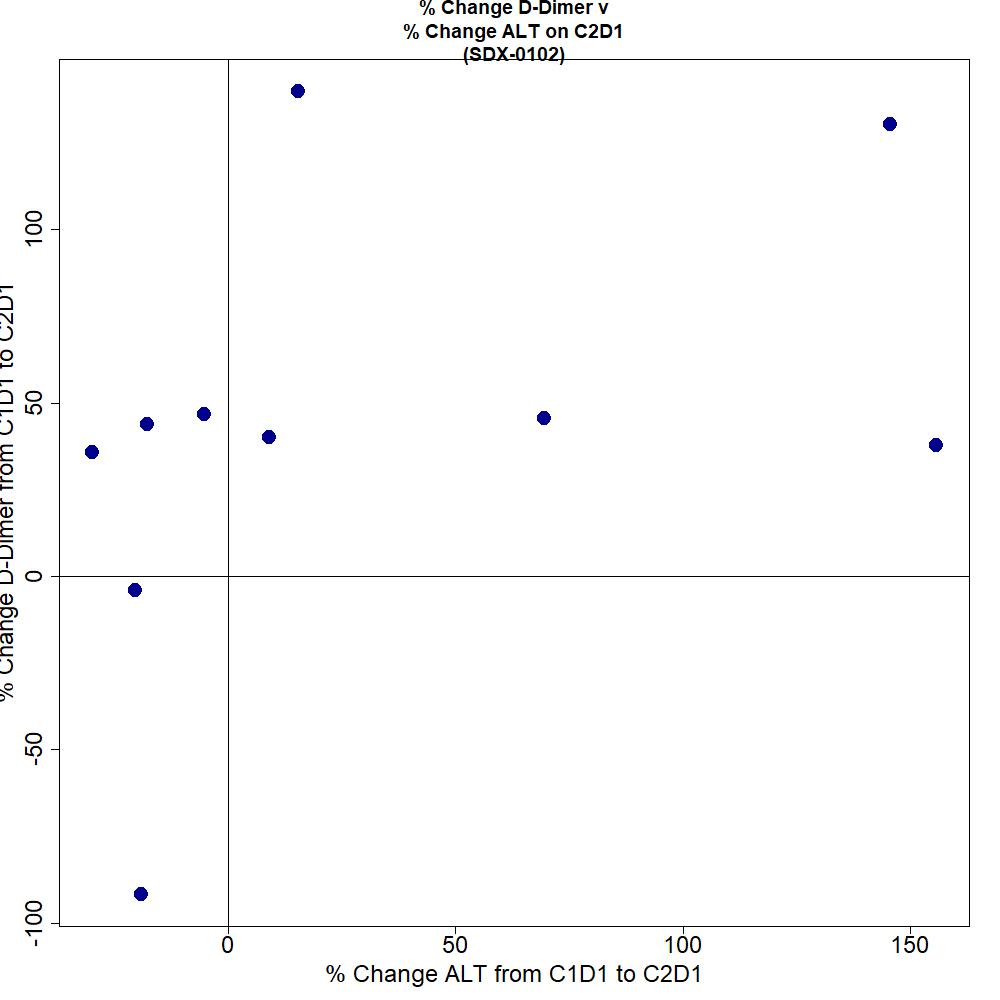 % Change D-Dimer v
% Change ALT on C2D1
(SDX-0102)
% Change D-Dimer from C1D1 to C2D1
100
50
0
-50
-100
0
50
100
150
% Change ALT from C1D1 to C2D1